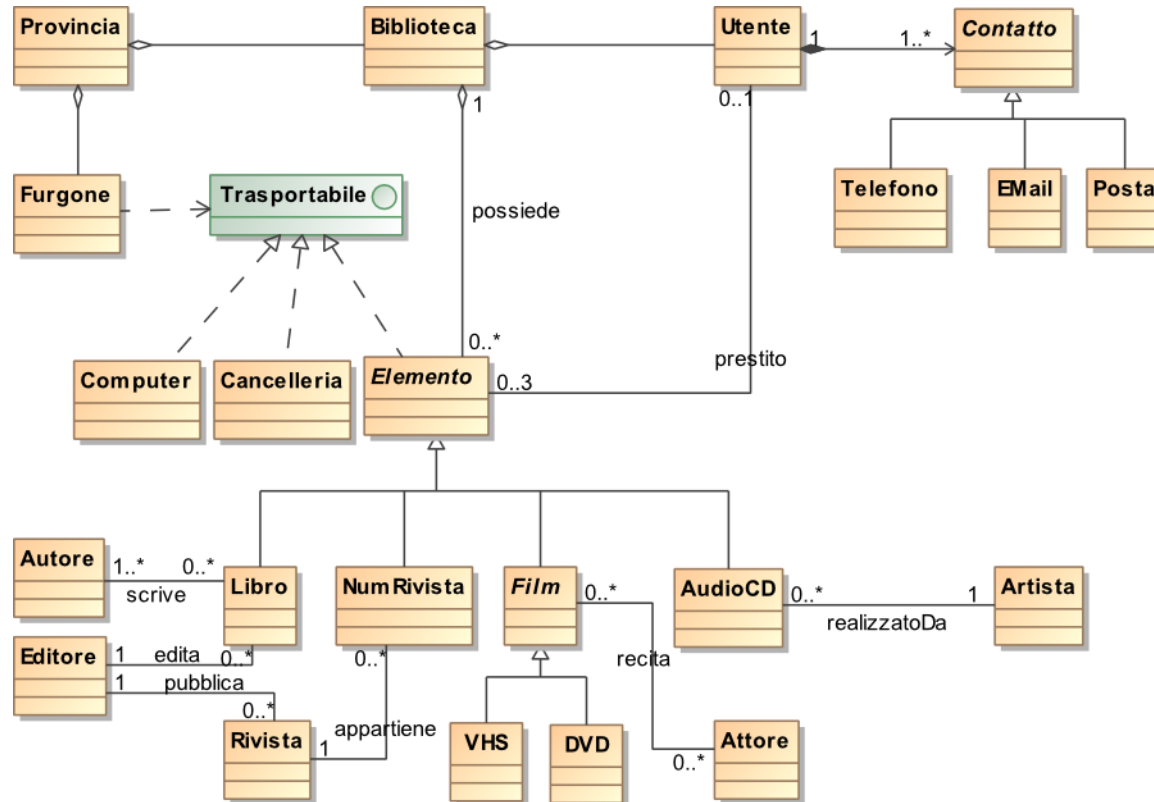 Provincia
Biblioteca
Utente
Contatto
1
1..*
1
0..1
Furgone
Trasportabile
Telefono
EMail
Posta
possiede
0..*
prestito
Computer
Cancelleria
Elemento
0..3
Autore
1..*
0..*
scrive
Libro
NumRivista
Film
0..*
AudioCD
0..*
1
Artista
realizzatoDa
Editore
1
edita
0..*
0..*
recita
1
pubblica
0..*
Rivista
1
appartiene
VHS
DVD
0..*
Attore